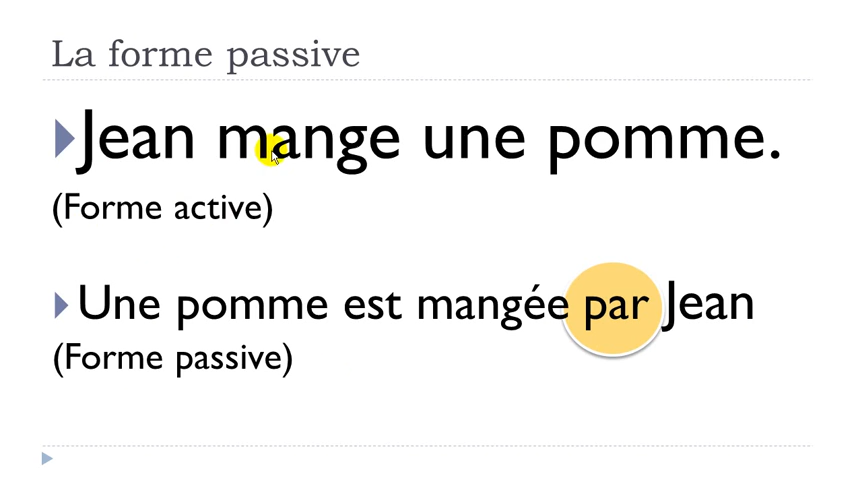 La forme passive
Jean mange une pomme.
(Forme active)
Une pomme est mangée par Jean
(Forme passive)